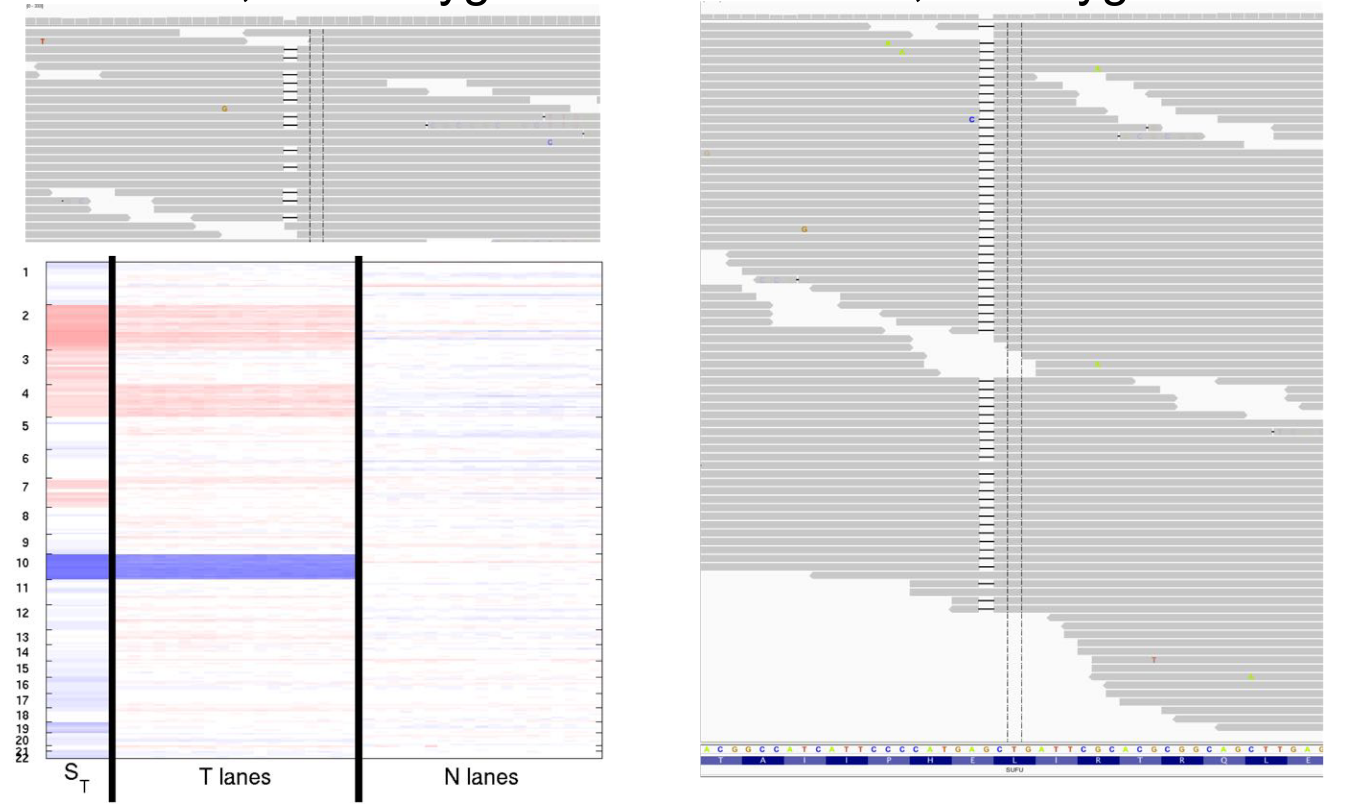 T
G
C
1
2
3
4
5
6
7
8
9
10
11
12
13
14
15
16
17
18
19
20
21
22
S_T
T lanes
N lanes
C
G
T
A C G G C C A T C A T T C C C C A T G A G C T G A T T C G C A C G C G G C A G C T T G A G
T A I I P H E L I R T R Q L E
SUFU